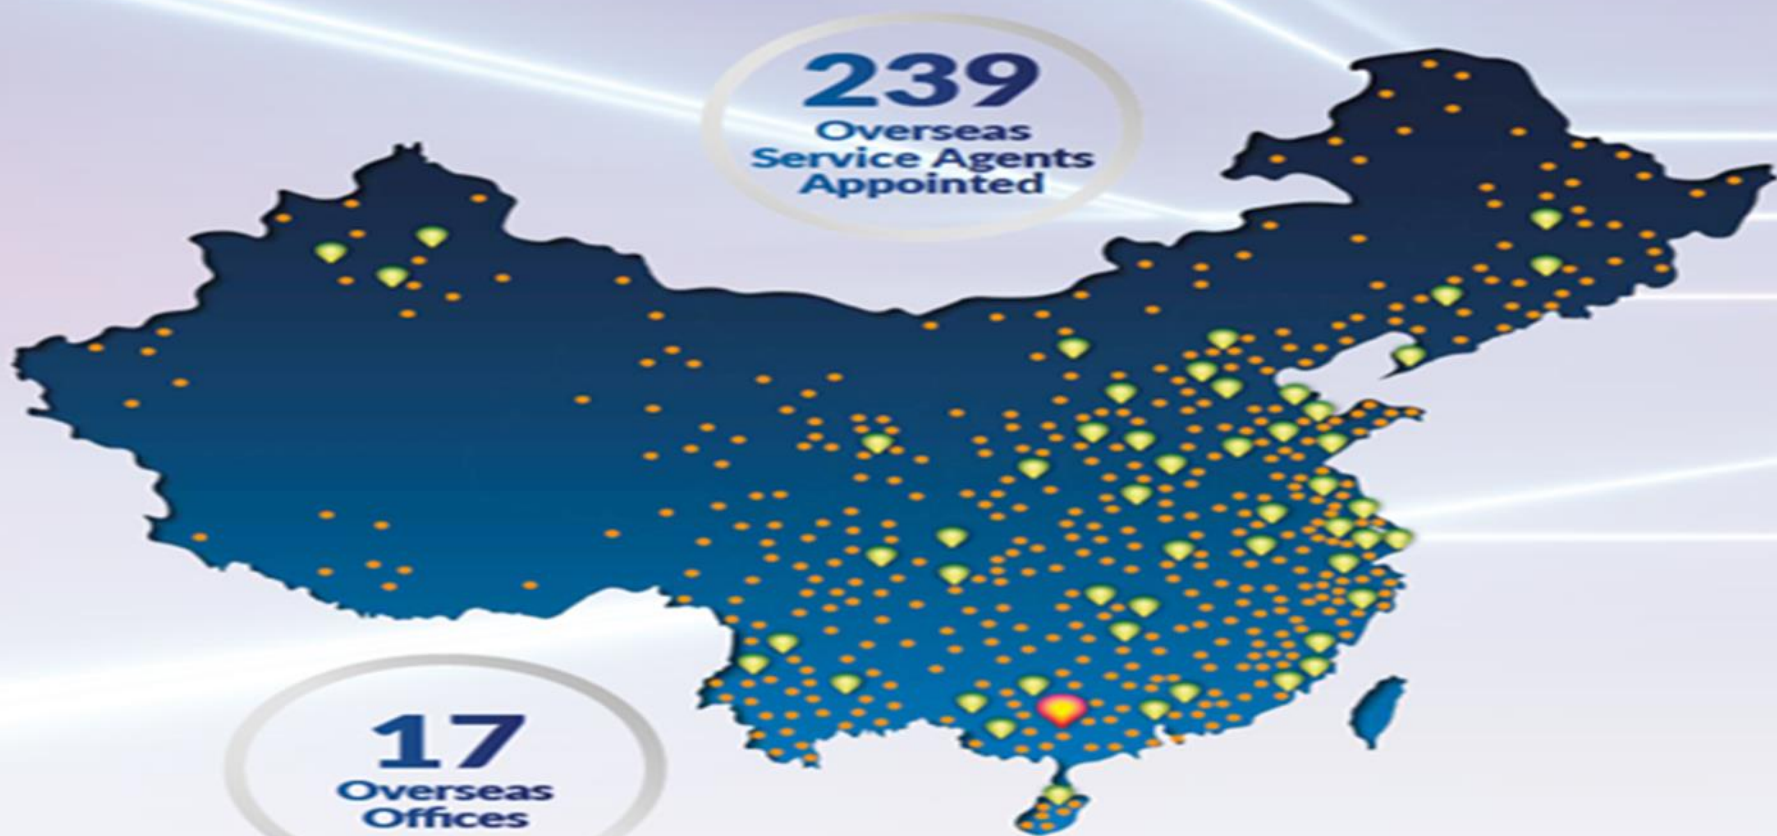 239
Overseas
Service Agents
Appointed
17
Overseas
Offices